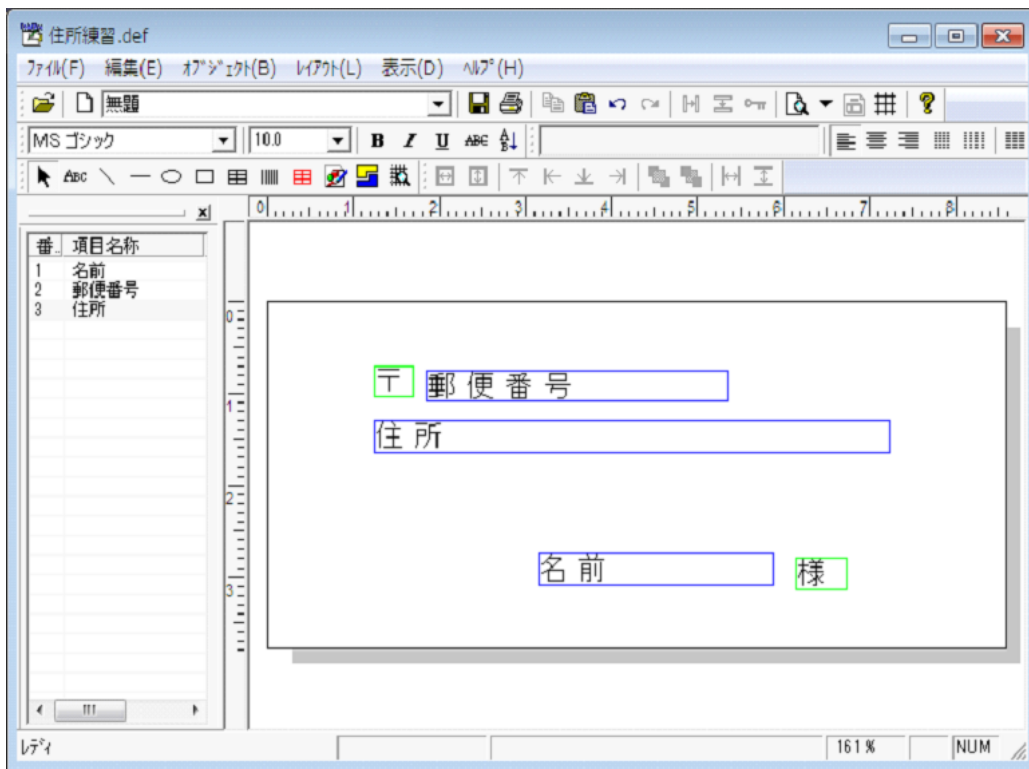 住所練習.def
ﾌｧｲﾙ(F) 編集(E) ｵﾌﾞｼﾞｪｸﾄ(B) ﾚｲｱｳﾄ(L) 表示(D) ﾍﾙﾌﾟ(H)
無題
MS ゴシック 10.0 B I U ABC A↓B
ABC
0 1 2 3 4 5 6 7 8
番.. 項目名称
1 名前
2 郵便番号
3 住所
0
1
2
3
〒 郵便番号
住所
名前 様
ﾚﾃﾞｨ 161% NUM